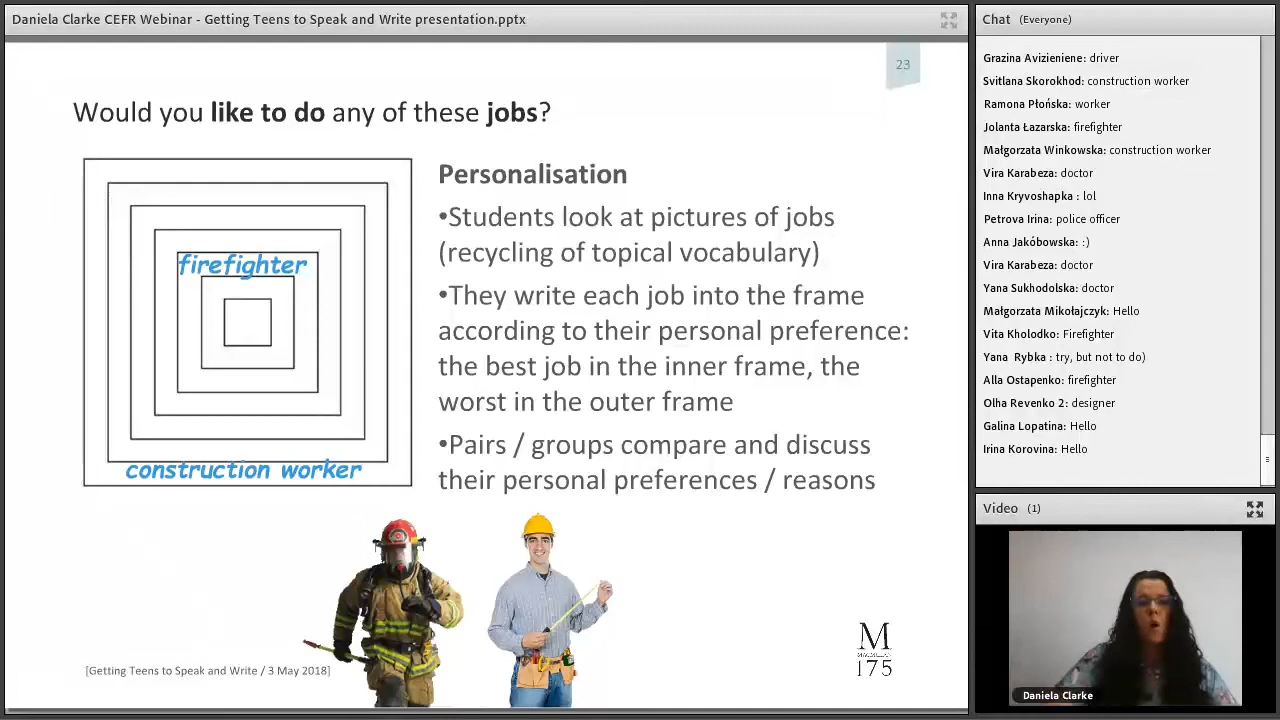 Daniela Clarke CEFR Webinar - Getting Teens to Speak and Write presentation.pptx
23
Would you like to do any of these jobs?
firefighter
construction worker
Personalisation
•Students look at pictures of jobs
(recycling of topical vocabulary)
•They write each job into the frame
according to their personal preference:
the best job in the inner frame, the
worst in the outer frame
•Pairs / groups compare and discuss
their personal preferences / reasons
[Getting Teens to Speak and Write / 3 May 2018]
M
MACMILLAN
175
Chat (Everyone)
Grazina Avizieniene: driver
Svitlana Skorokhod: construction worker
Ramona Płońska: worker
Jolanta Łazarska: firefighter
Małgorzata Winkowska: construction worker
Vira Karabeza: doctor
Inna Kryvoshapka : lol
Petrova Irina: police officer
Anna Jakóbowska: :)
Vira Karabeza: doctor
Yana Sukhodolska: doctor
Małgorzata Mikołajczyk: Hello
Vita Kholodko: Firefighter
Yana Rybka : try, but not to do)
Alla Ostapenko: firefighter
Olha Revenko 2: designer
Galina Lopatina: Hello
Irina Korovina: Hello
Video (1)
Daniela Clarke